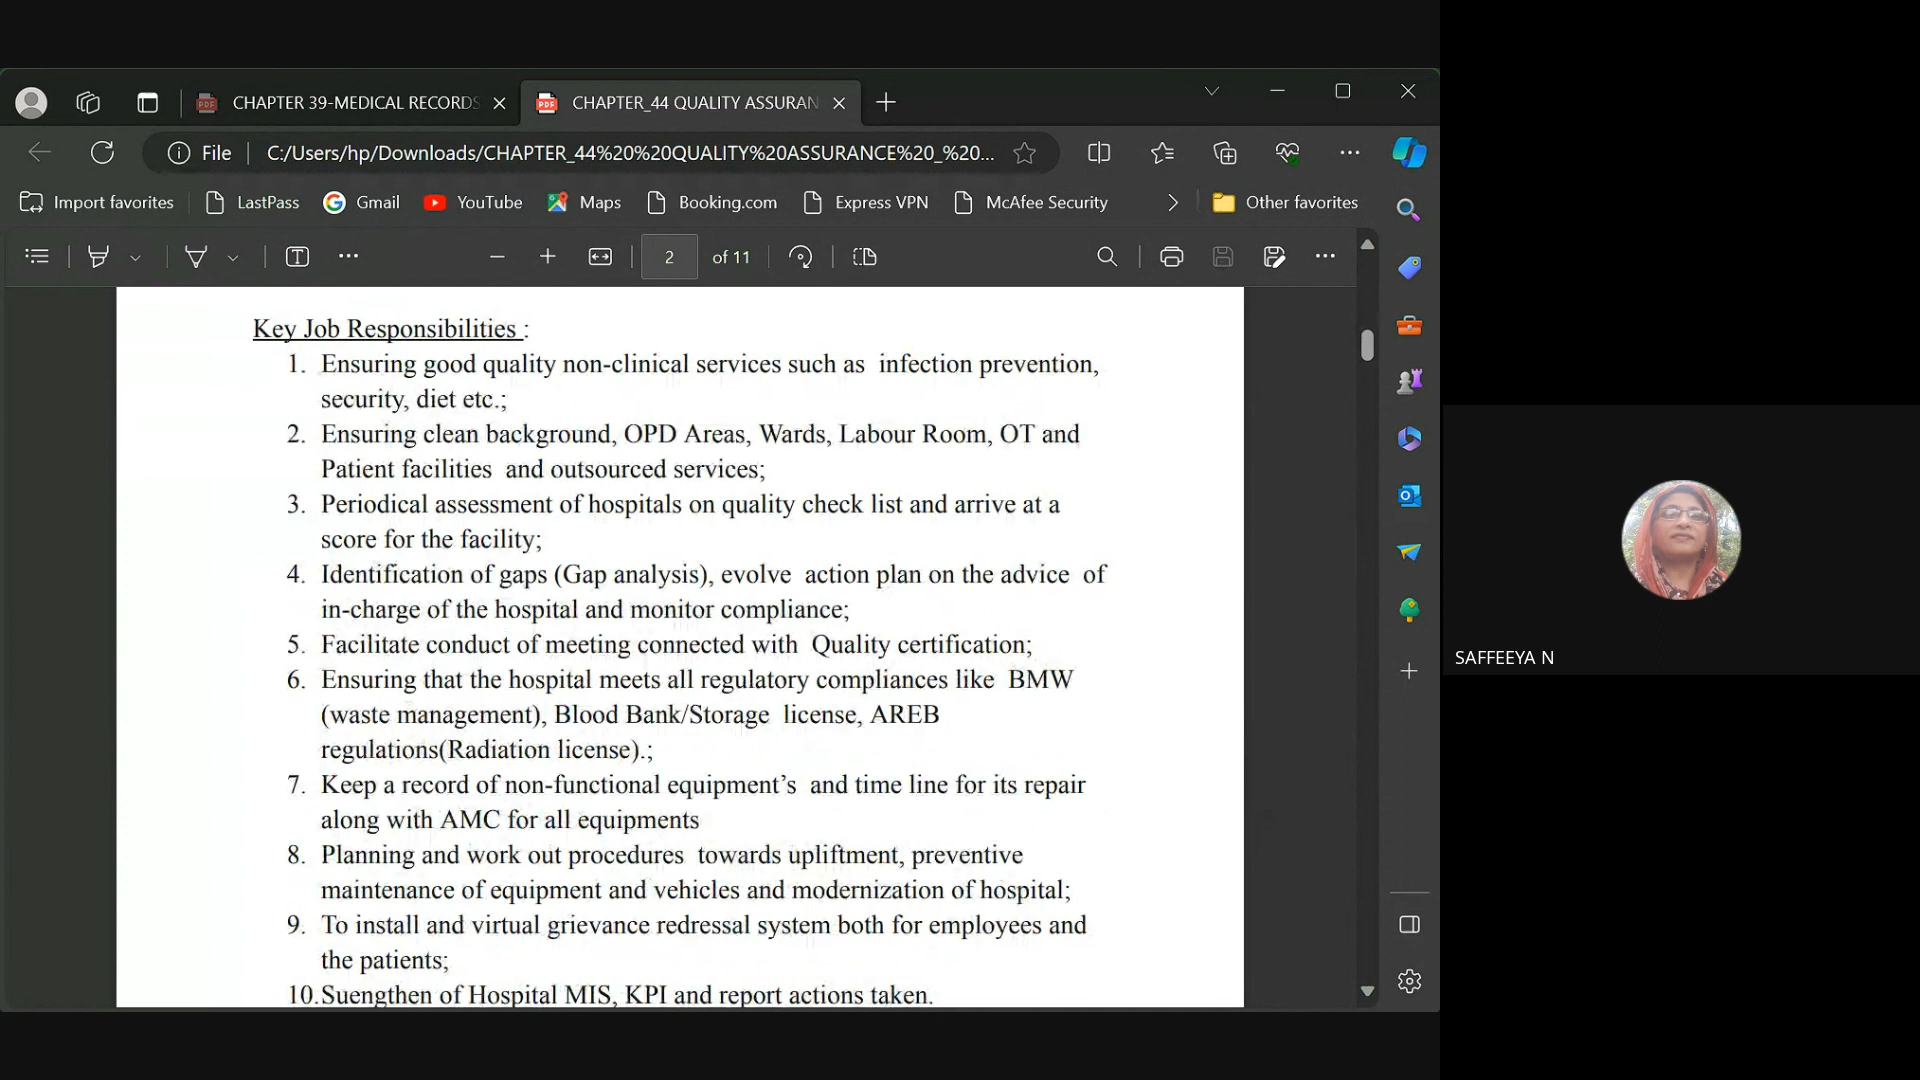 CHAPTER 39-MEDICAL RECORDS
CHAPTER_44 QUALITY ASSURAN
File
C:/Users/hp/Downloads/CHAPTER_44%20%20QUALITY%20ASSURANCE%20_%20...
Import favorites
LastPass
Gmail
YouTube
Maps
Booking.com
Express VPN
McAfee Security
Other favorites
2 of 11
Key Job Responsibilities :
1. Ensuring good quality non-clinical services such as infection prevention,
security, diet etc.;
2. Ensuring clean background, OPD Areas, Wards, Labour Room, OT and
Patient facilities and outsourced services;
3. Periodical assessment of hospitals on quality check list and arrive at a
score for the facility;
4. Identification of gaps (Gap analysis), evolve action plan on the advice of
in-charge of the hospital and monitor compliance;
5. Facilitate conduct of meeting connected with Quality certification;
6. Ensuring that the hospital meets all regulatory compliances like BMW
(waste management), Blood Bank/Storage license, AREB
regulations(Radiation license).;
7. Keep a record of non-functional equipment’s and time line for its repair
along with AMC for all equipments
8. Planning and work out procedures towards upliftment, preventive
maintenance of equipment and vehicles and modernization of hospital;
9. To install and virtual grievance redressal system both for employees and
the patients;
10. Suengthen of Hospital MIS, KPI and report actions taken.
SAFFEEYA N